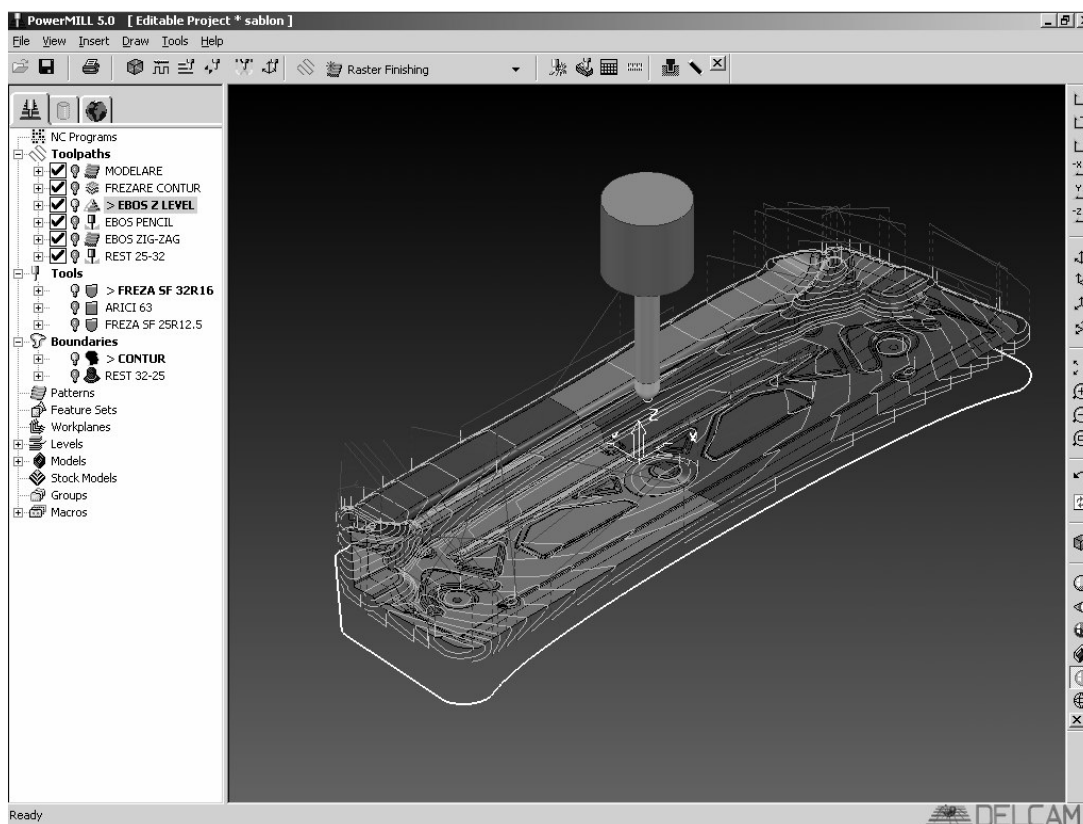 PowerMILL 5.0 [ Editable Project * sablon ]
File View Insert Draw Tools Help
Raster Finishing
NC Programs
Toolpaths
MODELARE
FREZARE CONTUR
> EBOS Z LEVEL
EBOS PENCIL
EBOS ZIG-ZAG
REST 25-32
Tools
> FREZA SF 32R16
ARICI 63
FREZA SF 25R12.5
Boundaries
> CONTUR
REST 32-25
Patterns
Feature Sets
Workplanes
Levels
Models
Stock Models
Groups
Macros
Z
X
-X
Y
-Z
Ready
DELCAM